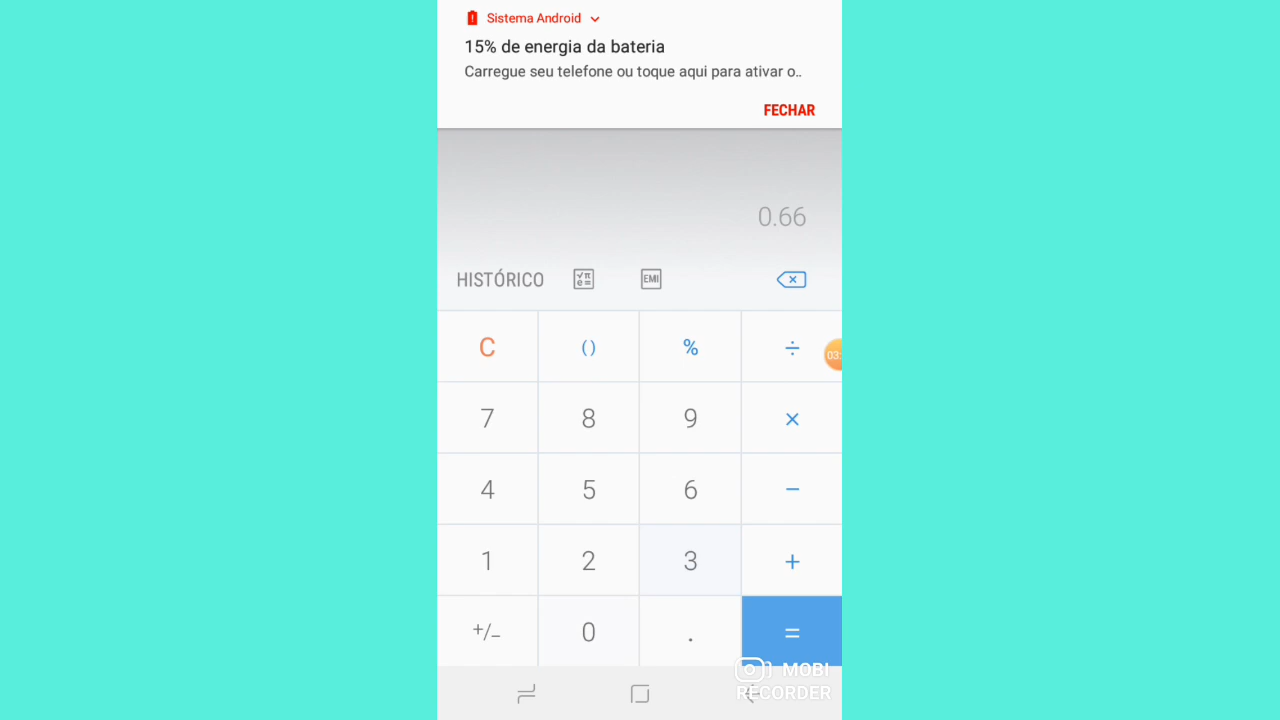 Sistema Android
15% de energia da bateria
Carregue seu telefone ou toque aqui para ativar o..
FECHAR
0.66
HISTÓRICO √π e= EMI
C () % ÷
03:
7 8 9 ×
4 5 6 −
1 2 3 +
+/− 0 . =
MOBI
RECORDER